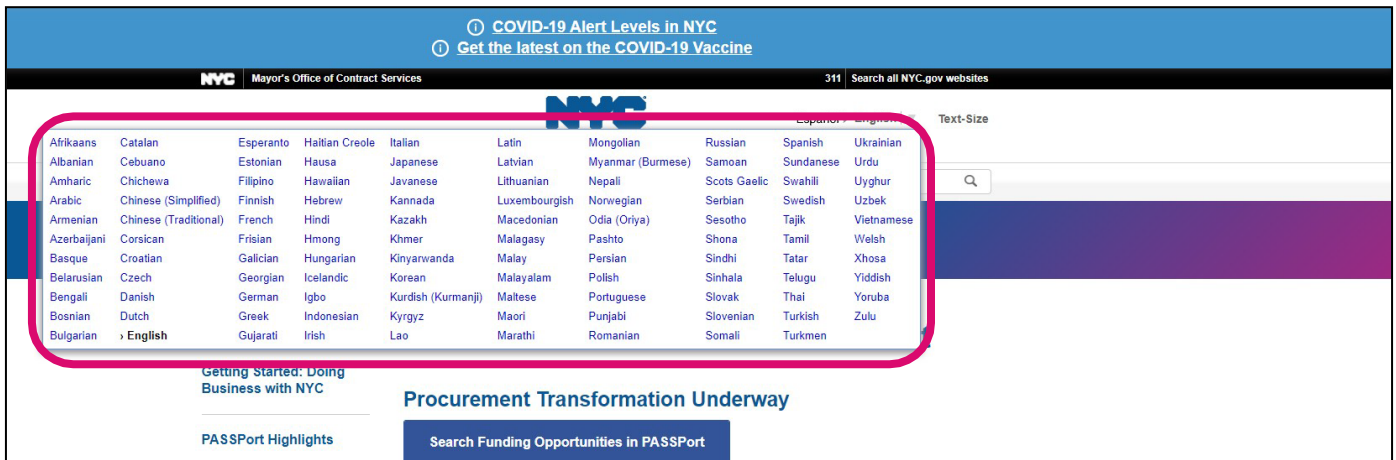 COVID-19 Alert Levels in NYC
Get the latest on the COVID-19 Vaccine
NYC Mayor's Office of Contract Services 311 Search all NYC.gov websites
NYC
Español English Text-Size
Afrikaans Catalan Esperanto Haitian Creole Italian Latin Mongolian Russian Spanish Ukrainian
Albanian Cebuano Estonian Hausa Japanese Latvian Myanmar (Burmese) Samoan Sundanese Urdu
Amharic Chichewa Filipino Hawaiian Javanese Lithuanian Nepali Scots Gaelic Swahili Uyghur
Arabic Chinese (Simplified) Finnish Hebrew Kannada Luxembourgish Norwegian Serbian Swedish Uzbek
Armenian Chinese (Traditional) French Hindi Kazakh Macedonian Odia (Oriya) Sesotho Tajik Vietnamese
Azerbaijani Corsican Frisian Hmong Khmer Malagasy Pashto Shona Tamil Welsh
Basque Croatian Galician Hungarian Kinyarwanda Malay Persian Sindhi Tatar Xhosa
Belarusian Czech Georgian Icelandic Korean Malayalam Polish Sinhala Telugu Yiddish
Bengali Danish German Igbo Kurdish (Kurmanji) Maltese Portuguese Slovak Thai Yoruba
Bosnian Dutch Greek Indonesian Kyrgyz Maori Punjabi Slovenian Turkish Zulu
Bulgarian › English Gujarati Irish Lao Marathi Romanian Somali Turkmen
Getting Started: Doing
Business with NYC
Procurement Transformation Underway
PASSPort Highlights
Search Funding Opportunities in PASSPort